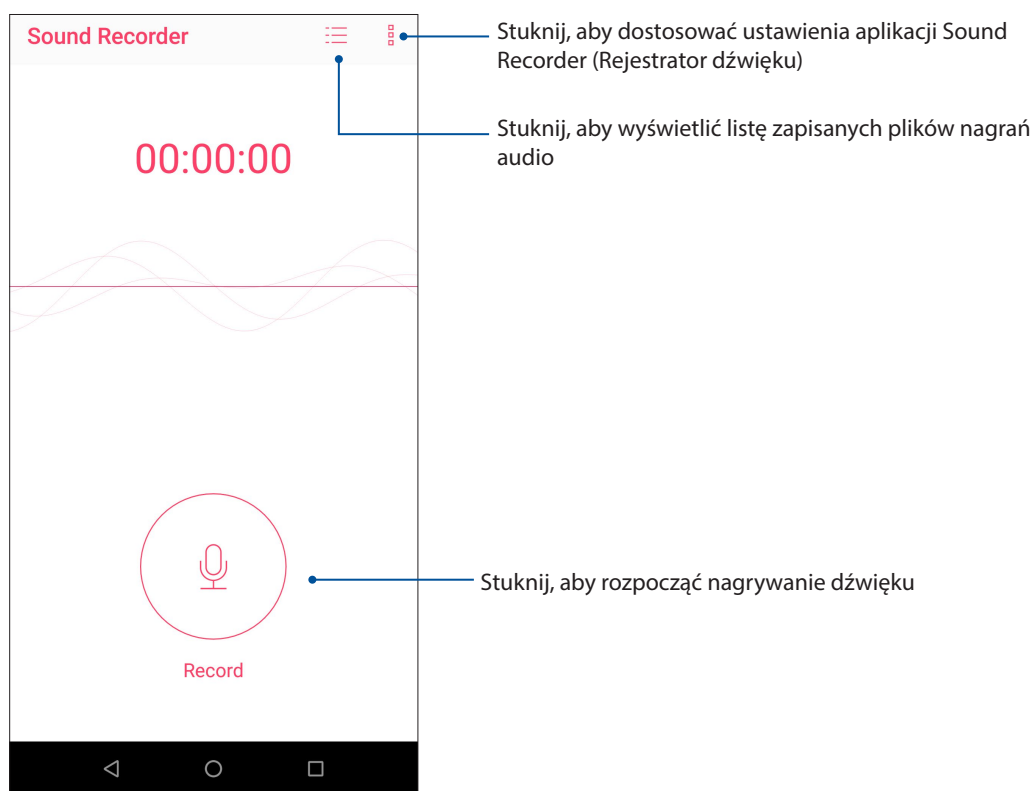 Sound Recorder
Stuknij, aby dostosować ustawienia aplikacji Sound
Recorder (Rejestrator dźwięku)
Stuknij, aby wyświetlić listę zapisanych plików nagrań
audio
00:00:00
Stuknij, aby rozpocząć nagrywanie dźwięku
Record